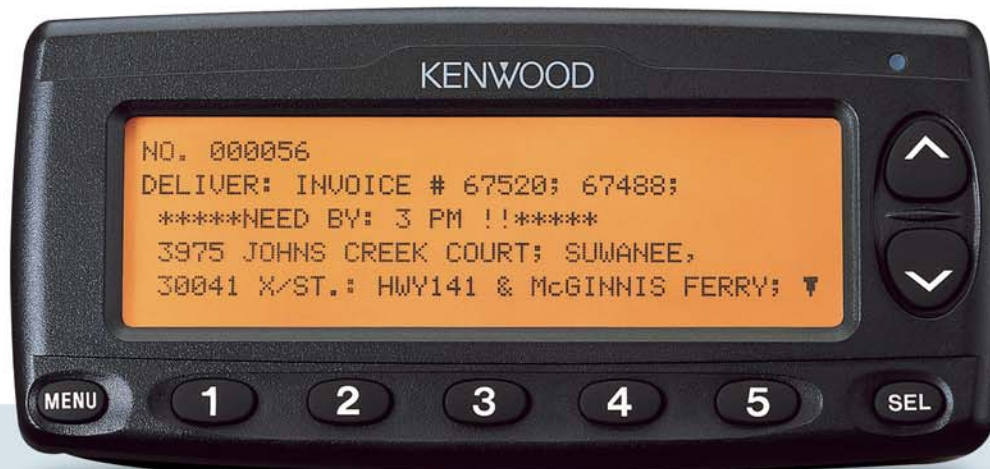 KENWOOD
NO. 000056
DELIVER: INVOICE # 67520; 67488;
*****NEED BY: 3 PM !!*****
3975 JOHNS CREEK COURT; SUWANEE,
30041 X/ST.: HWY141 & McGINNIS FERRY;
MENU 1 2 3 4 5 SEL